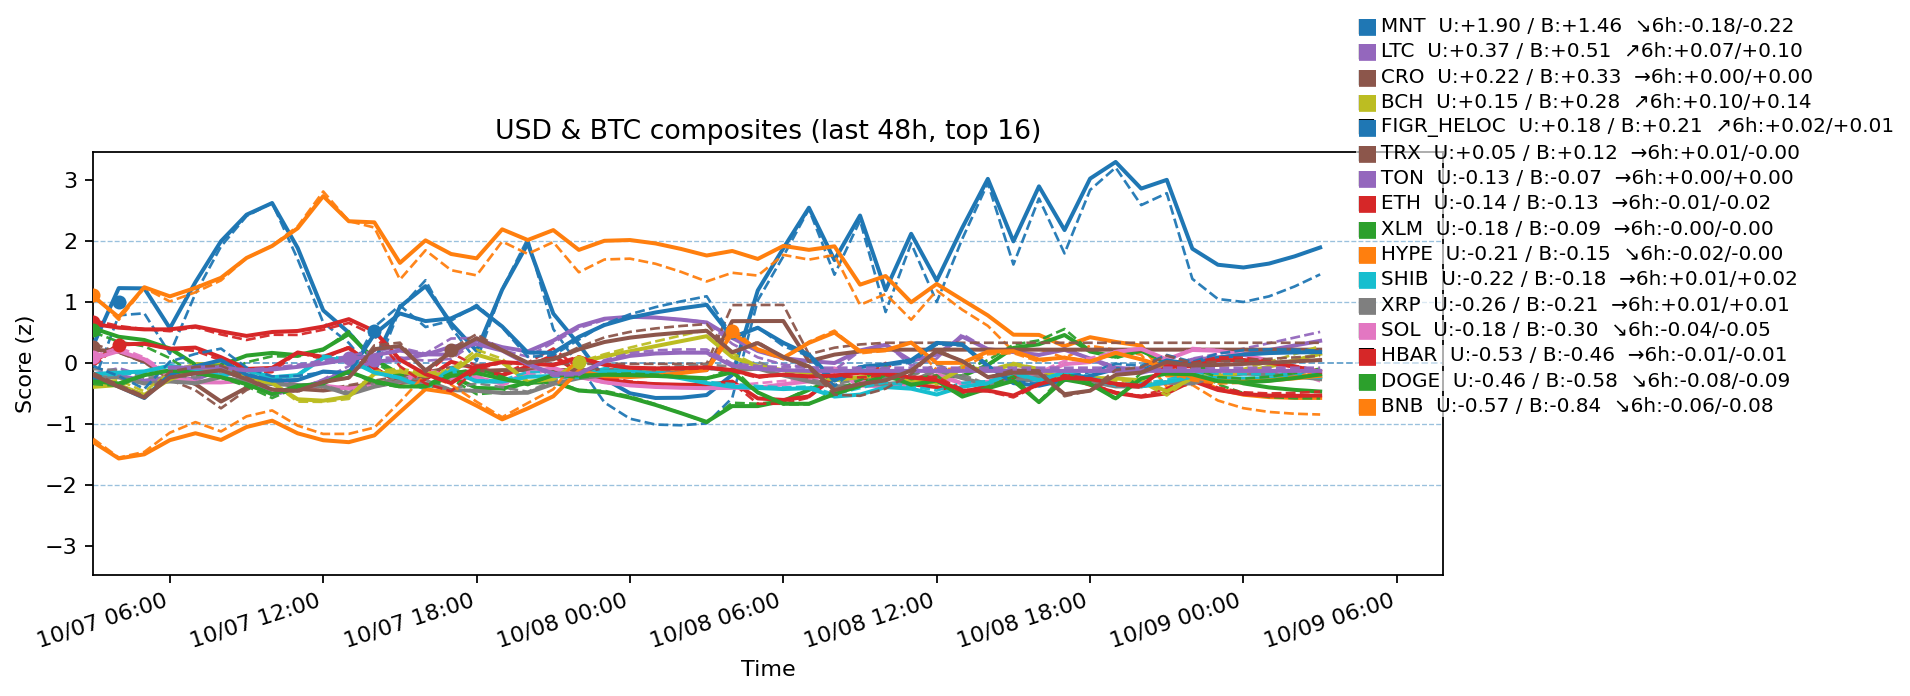 MNT  U:+1.90 / B:+1.46  ↘6h:-0.18/-0.22
LTC  U:+0.37 / B:+0.51  ↗6h:+0.07/+0.10
CRO  U:+0.22 / B:+0.33  →6h:+0.00/+0.00
BCH  U:+0.15 / B:+0.28  ↗6h:+0.10/+0.14
FIGR_HELOC  U:+0.18 / B:+0.21  ↗6h:+0.02/+0.01
TRX  U:+0.05 / B:+0.12  →6h:+0.01/-0.00
TON  U:-0.13 / B:-0.07  →6h:+0.00/+0.00
ETH  U:-0.14 / B:-0.13  →6h:-0.01/-0.02
XLM  U:-0.18 / B:-0.09  →6h:-0.00/-0.00
HYPE  U:-0.21 / B:-0.15  ↘6h:-0.02/-0.00
SHIB  U:-0.22 / B:-0.18  →6h:+0.01/+0.02
XRP  U:-0.26 / B:-0.21  →6h:+0.01/+0.01
SOL  U:-0.18 / B:-0.30  ↘6h:-0.04/-0.05
HBAR  U:-0.53 / B:-0.46  →6h:-0.01/-0.01
DOGE  U:-0.46 / B:-0.58  ↘6h:-0.08/-0.09
BNB  U:-0.57 / B:-0.84  ↘6h:-0.06/-0.08
USD & BTC composites (last 48h, top 16)
Score (z)
3
2
1
0
−1
−2
−3
10/07 06:00
10/07 12:00
10/07 18:00
10/08 00:00
10/08 06:00
10/08 12:00
10/08 18:00
10/09 00:00
10/09 06:00
Time